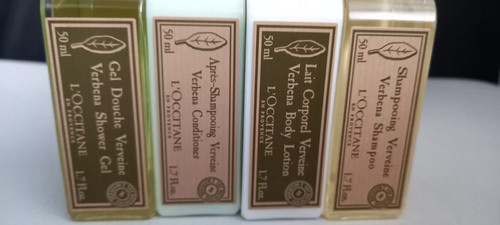 50 ml
Gel Douche Verveine
Verbena Shower Gel
L'OCCITANE
EN PROVENCE
1.7 Fl.oz.
50 ml
Après-Shampooing Verveine
Verbena Conditioner
L'OCCITANE
EN PROVENCE
1.7 Fl.oz.
50 ml
Lait Corporel Verveine
Verbena Body Lotion
L'OCCITANE
EN PROVENCE
1.7 Fl.oz.
50 ml
Shampooing Verveine
Verbena Shampoo
L'OCCITANE
EN PROVENCE
1.7 Fl.oz.